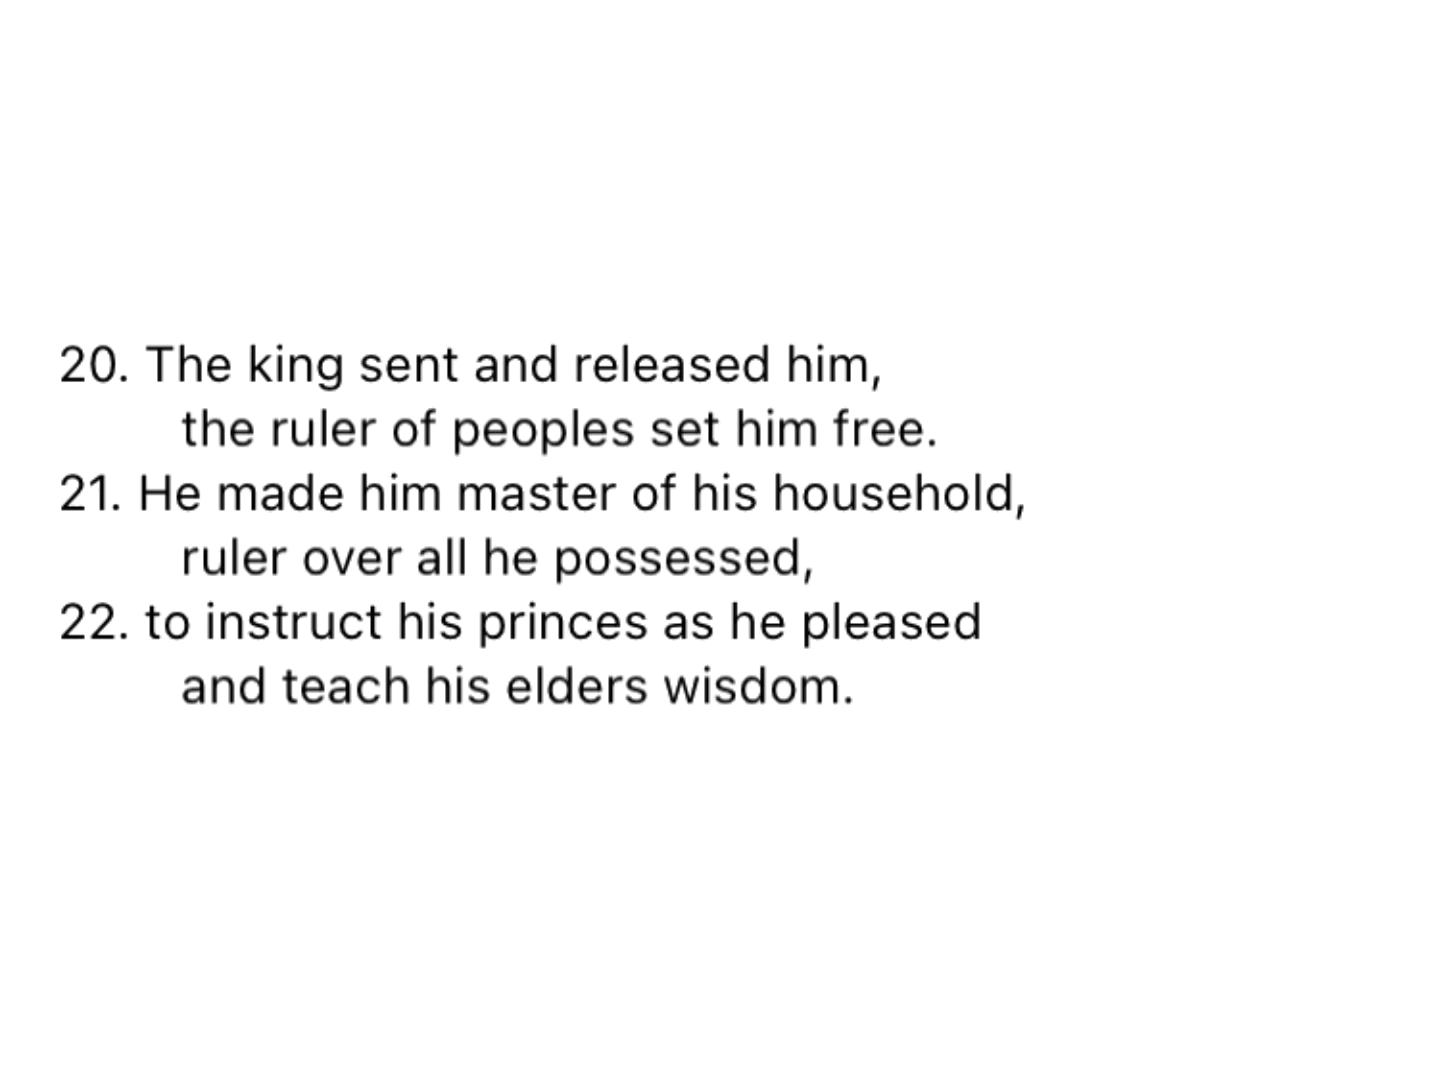 20. The king sent and released him,
the ruler of peoples set him free.
21. He made him master of his household,
ruler over all he possessed,
22. to instruct his princes as he pleased
and teach his elders wisdom.